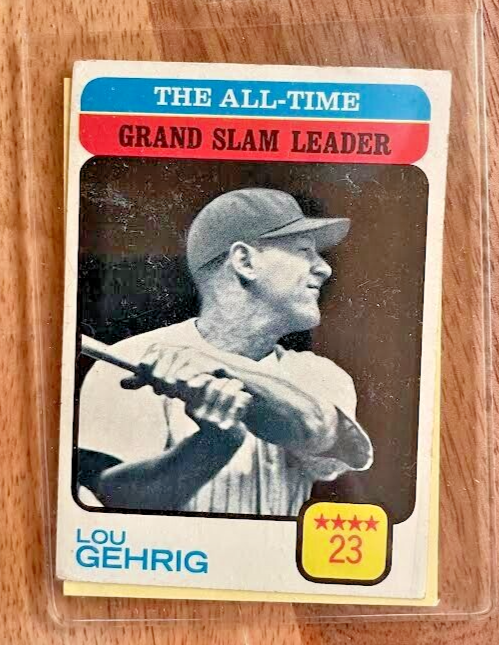 THE ALL-TIME
GRAND SLAM LEADER
LOU
GEHRIG
★★★★
23